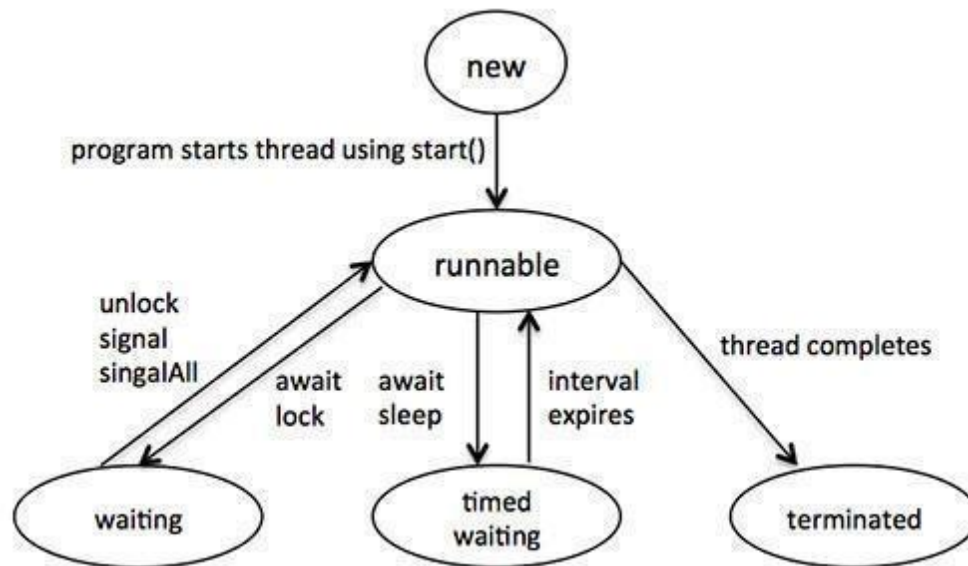 new
program starts thread using start()
runnable
unlock
signal
singalAll
await
lock
await
sleep
interval
expires
thread completes
waiting
timed
waiting
terminated